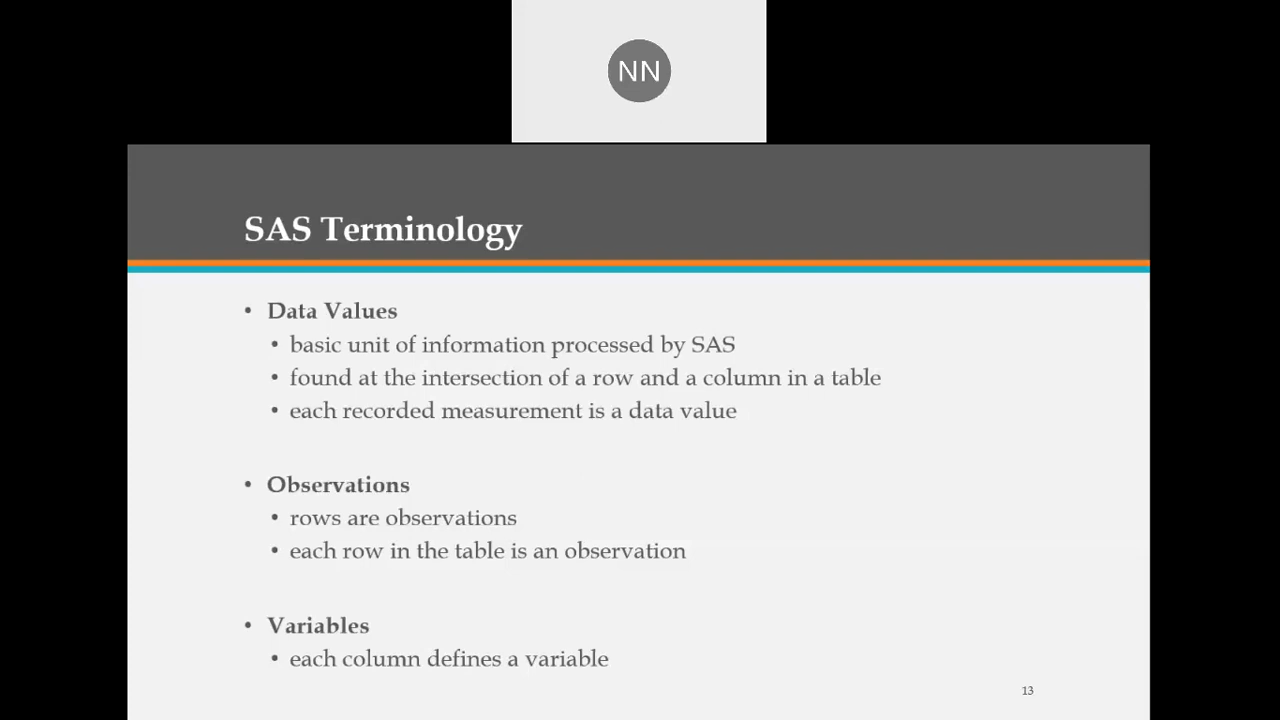 NN
SAS Terminology
• Data Values
• basic unit of information processed by SAS
• found at the intersection of a row and a column in a table
• each recorded measurement is a data value
• Observations
• rows are observations
• each row in the table is an observation
• Variables
• each column defines a variable
13